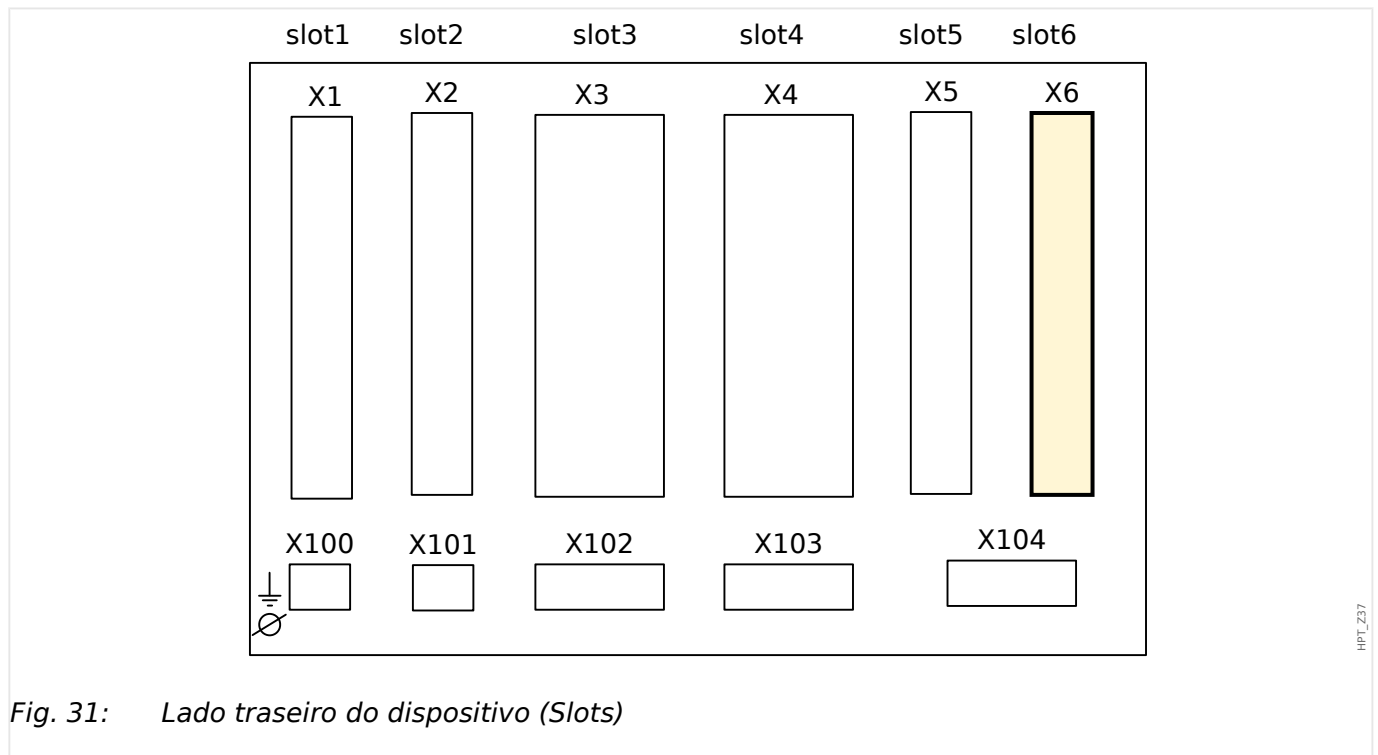 slot1 slot2 slot3 slot4 slot5 slot6
X1 X2 X3 X4 X5 X6
X100 X101 X102 X103 X104
HPT_Z37
Fig. 31: Lado traseiro do dispositivo (Slots)